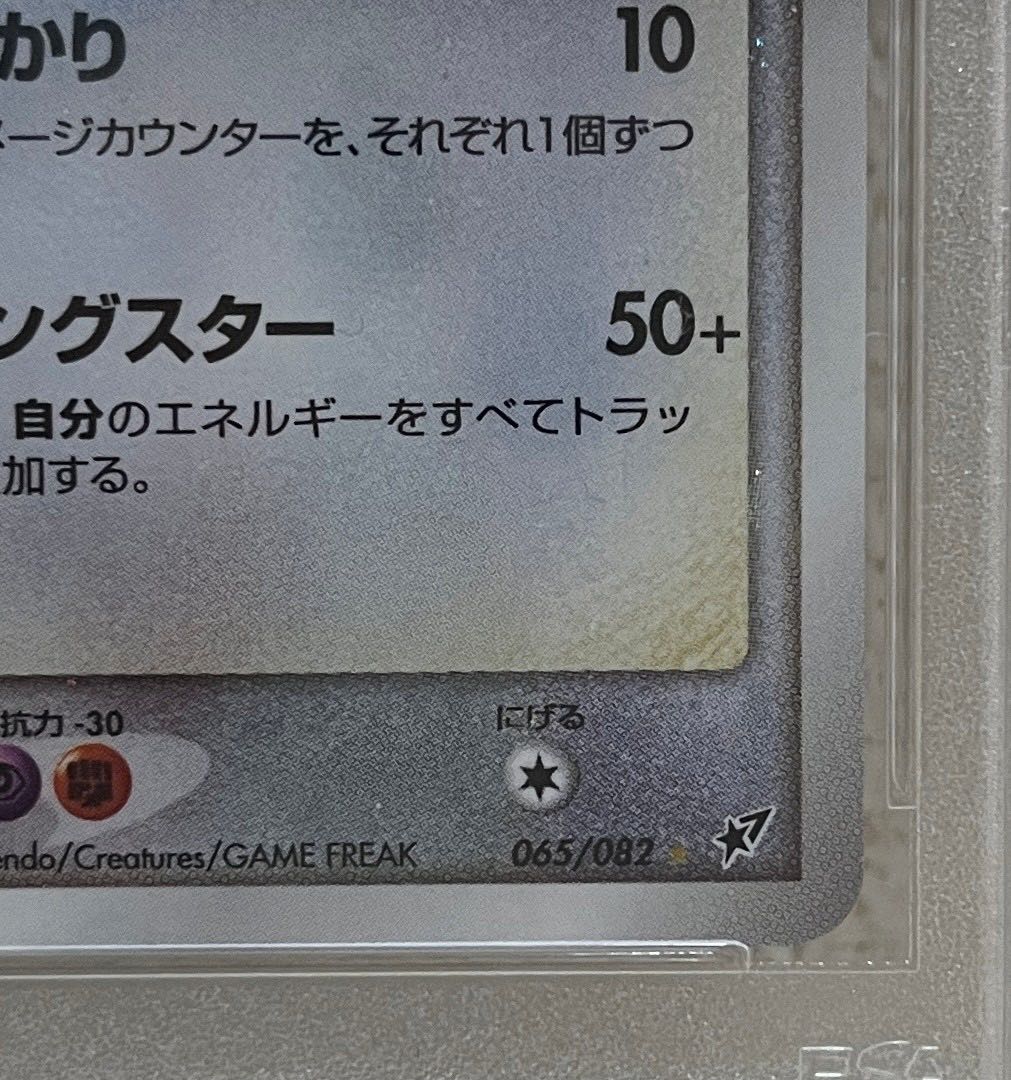 かり 10
メージカウンターを、それぞれ1個ずつ
ングスター 50+
自分のエネルギーをすべてトラッ
加する。
抗力 -30 にげる
endo/Creatures/GAME FREAK 065/082